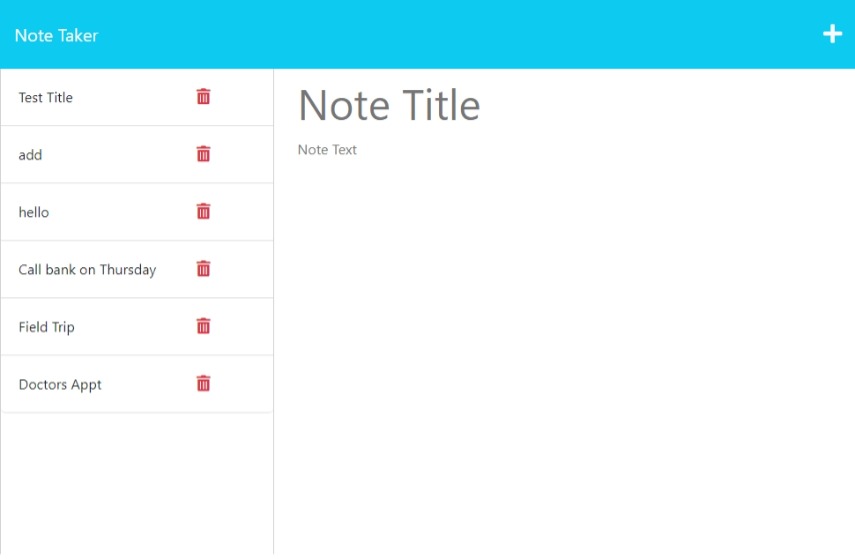 Note Taker
Test Title
add
hello
Call bank on Thursday
Field Trip
Doctors Appt
Note Title
Note Text